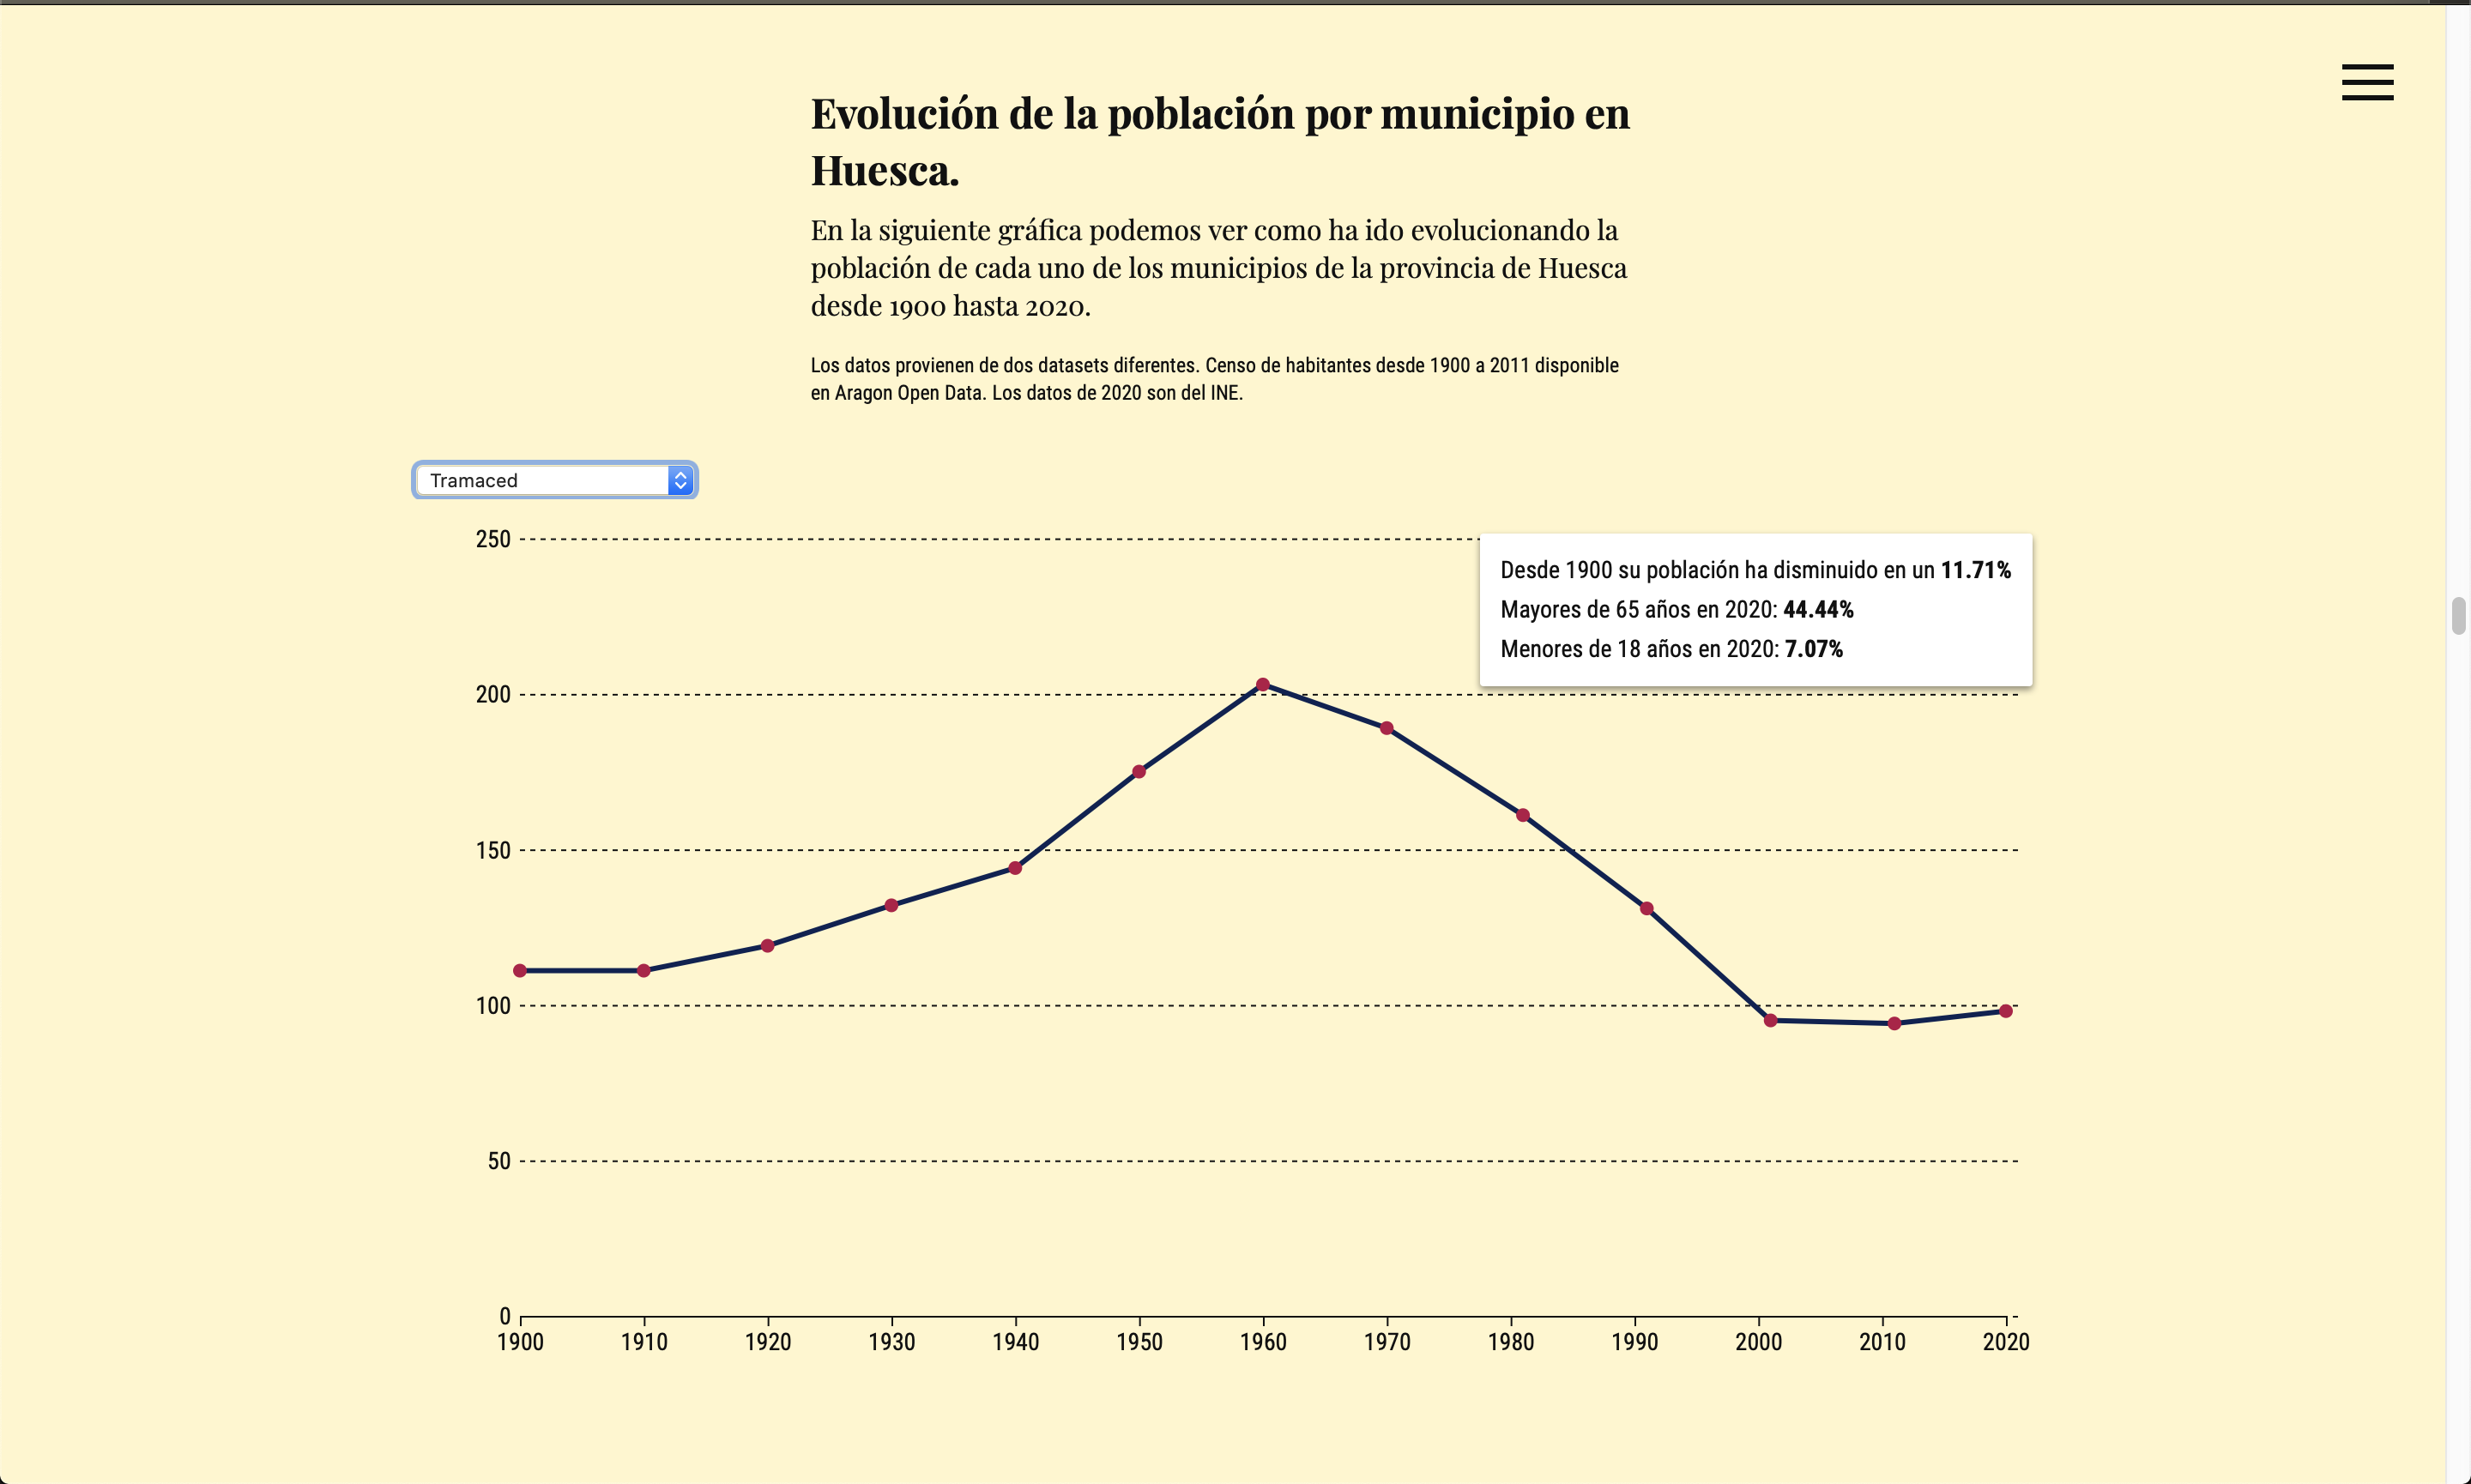 Evolución de la población por municipio en
Huesca.
En la siguiente gráfica podemos ver como ha ido evolucionando la
población de cada uno de los municipios de la provincia de Huesca
desde 1900 hasta 2020.
Los datos provienen de dos datasets diferentes. Censo de habitantes desde 1900 a 2011 disponible
en Aragon Open Data. Los datos de 2020 son del INE.
Tramaced
Desde 1900 su población ha disminuido en un 11.71%
Mayores de 65 años en 2020: 44.44%
Menores de 18 años en 2020: 7.07%
250
200
150
100
50
0
1900 1910 1920 1930 1940 1950 1960 1970 1980 1990 2000 2010 2020